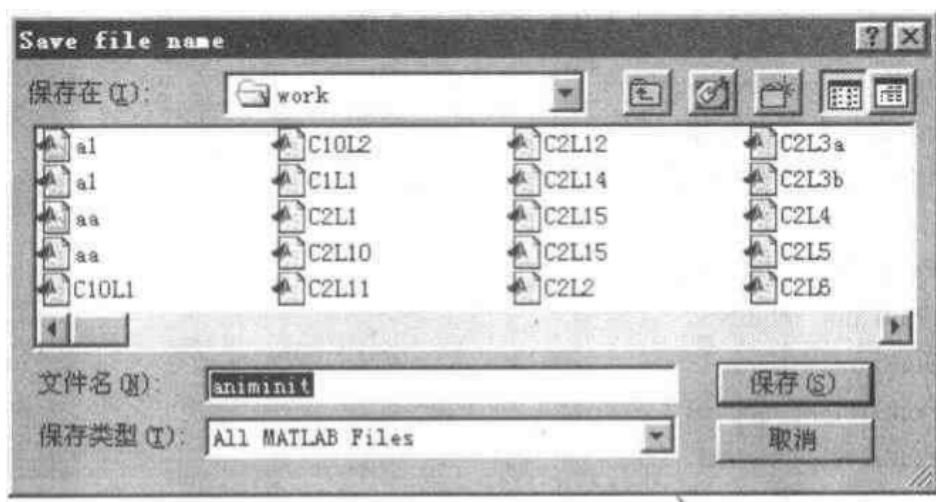 Save file name
保存在(I): work
a1 C10L2 C2L12 C2L3a
a1 C1L1 C2L14 C2L3b
aa C2L1 C2L15 C2L4
aa C2L10 C2L15 C2L5
C10L1 C2L11 C2L2 C2L6
文件名(N): animinit 保存(S)
保存类型(T): All MATLAB Files 取消